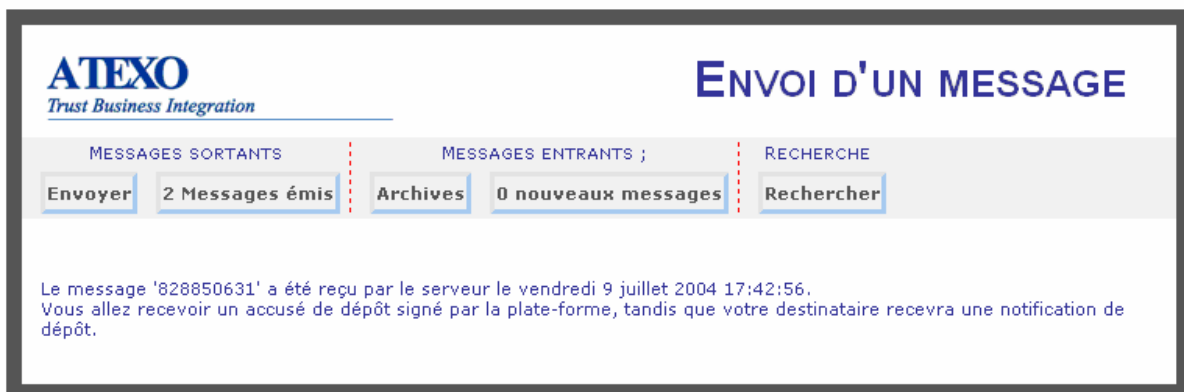 ATEXO
Trust Business Integration
ENVOI D'UN MESSAGE
MESSAGES SORTANTS
MESSAGES ENTRANTS ;
RECHERCHE
Envoyer
2 Messages émis
Archives
0 nouveaux messages
Rechercher
Le message '828850631' a été reçu par le serveur le vendredi 9 juillet 2004 17:42:56.
Vous allez recevoir un accusé de dépôt signé par la plate-forme, tandis que votre destinataire recevra une notification de
dépôt.